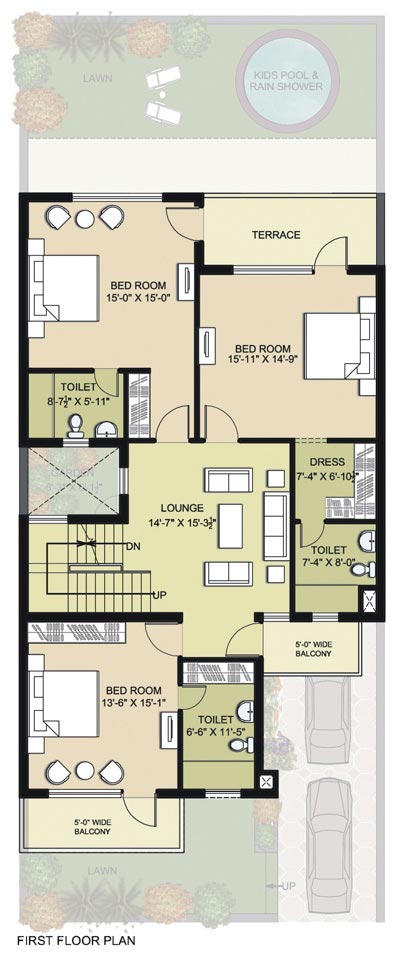 LAWN
KIDS POOL &
RAIN SHOWER
TERRACE
BED ROOM
15'-0" X 15'-0"
BED ROOM
15'-11" X 14'-9"
TOILET
8'-7½" X 5'-11"
DRESS
7'-4" X 6'-10½"
LOUNGE
14'-7" X 15'-3½"
DN
TOILET
7'-4" X 8'-0"
UP
5'-0" WIDE
BALCONY
BED ROOM
13'-6" X 15'-1"
TOILET
6'-6" X 11'-5"
5'-0" WIDE
BALCONY
LAWN
UP
FIRST FLOOR PLAN